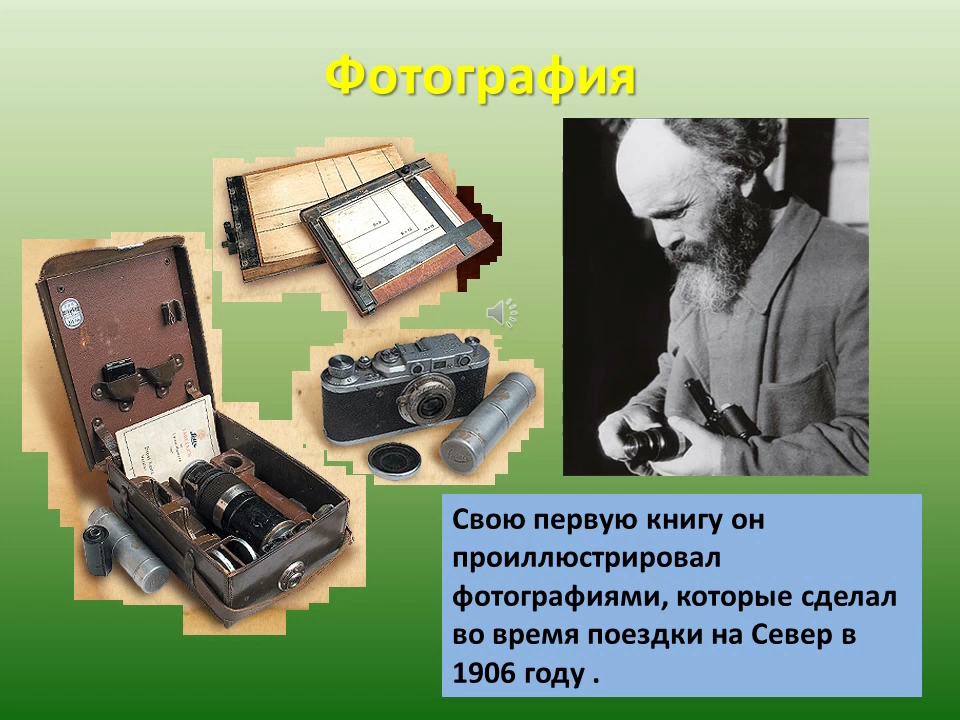 Фотография
Свою первую книгу он
проиллюстрировал
фотографиями, которые сделал
во время поездки на Север в
1906 году .